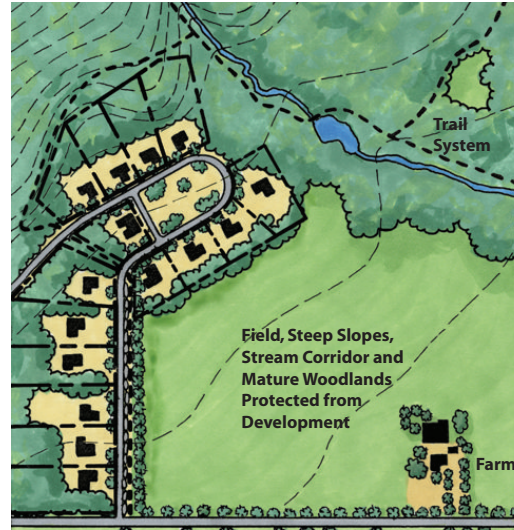 Trail
System
Field, Steep Slopes,
Stream Corridor and
Mature Woodlands
Protected from
Development
Farm